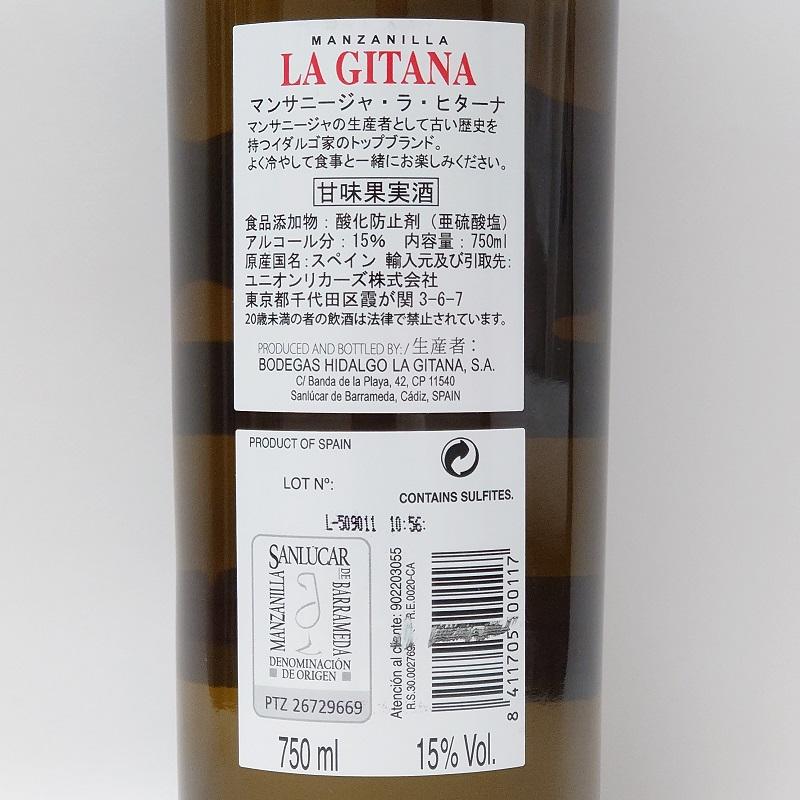 MANZANILLA
LA GITANA
マンサニージャ・ラ・ヒターナ
マンサニージャの生産者として古い歴史を
持つイダルゴ家のトップブランド。
よく冷やして食事と一緒にお楽しみください。
甘味果実酒
食品添加物：酸化防止剤（亜硫酸塩）
アルコール分：15% 内容量：750ml
原産国名：スペイン 輸入元及び引取先：
ユニオンリカーズ株式会社
東京都千代田区霞が関 3-6-7
20歳未満の者の飲酒は法律で禁止されています。
PRODUCED AND BOTTLED BY:/生産者：
BODEGAS HIDALGO LA GITANA, S.A.
C/ Banda de la Playa, 42, CP 11540
Sanlúcar de Barrameda, Cádiz, SPAIN
PRODUCT OF SPAIN
LOT Nº:
CONTAINS SULFITES.
L-509011 10:56:
MANZANILLA
SANLÚCAR
DE BARRAMEDA
DENOMINACIÓN
DE ORIGEN
PTZ 26729669
Atención al cliente: 902203055
R.E.0020-CA
8 411705 00117
750 ml
15% Vol.